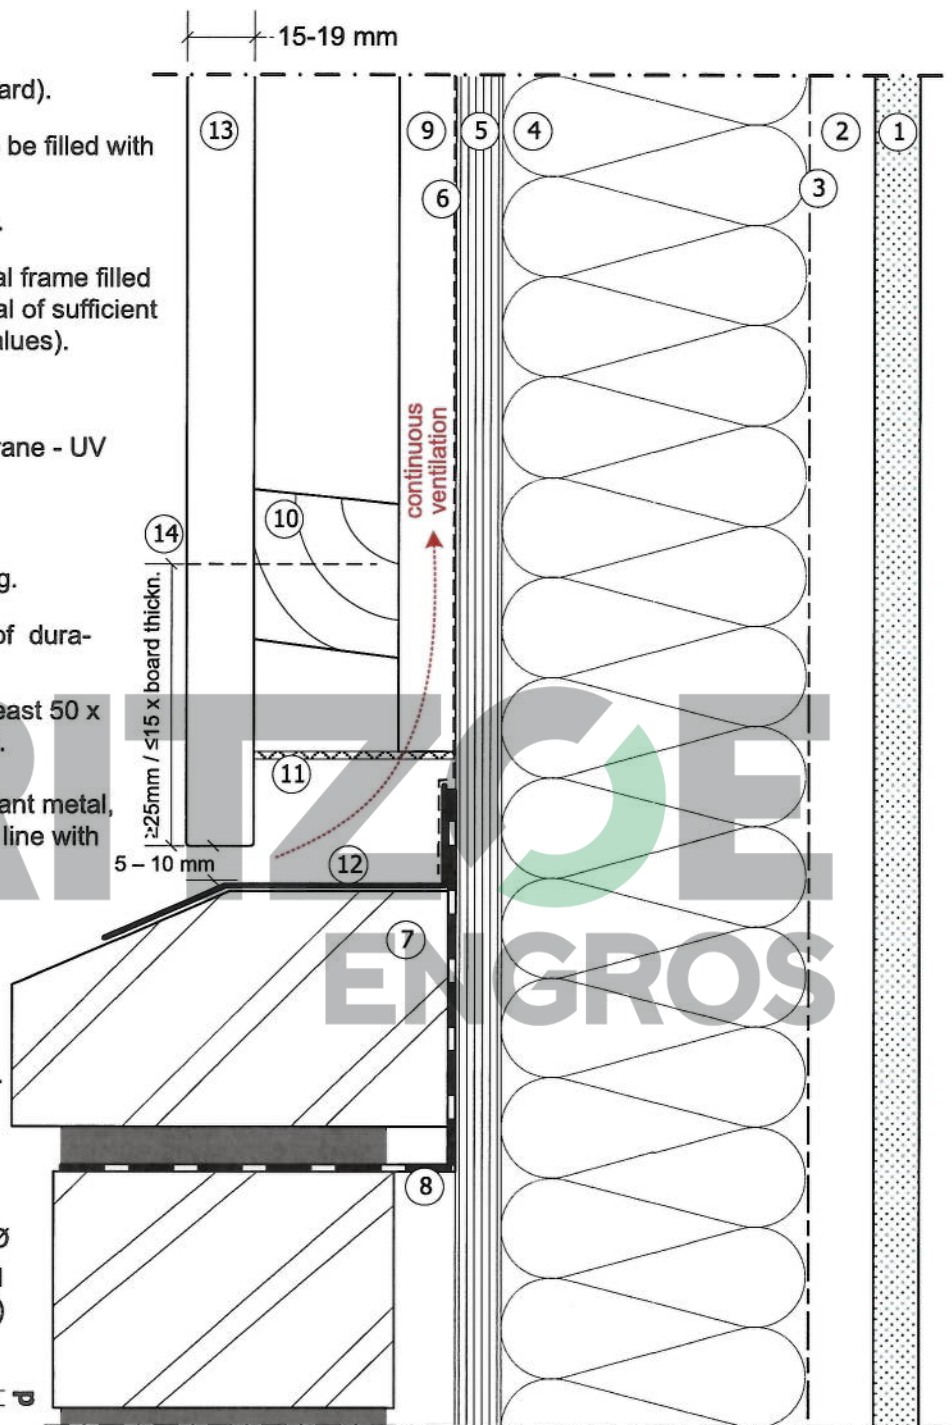 15-19 mm
ard).
be filled with
al frame filled
al of sufficient
alues).
rane - UV
g.
of dura-
east 50 x
ant metal,
line with
13
9
5
4
2
1
6
3
continuous
ventilation
14
10
≥25mm / ≤15 x board thickn.
11
5 – 10 mm
12
7
8
RITZOE
ENGROS